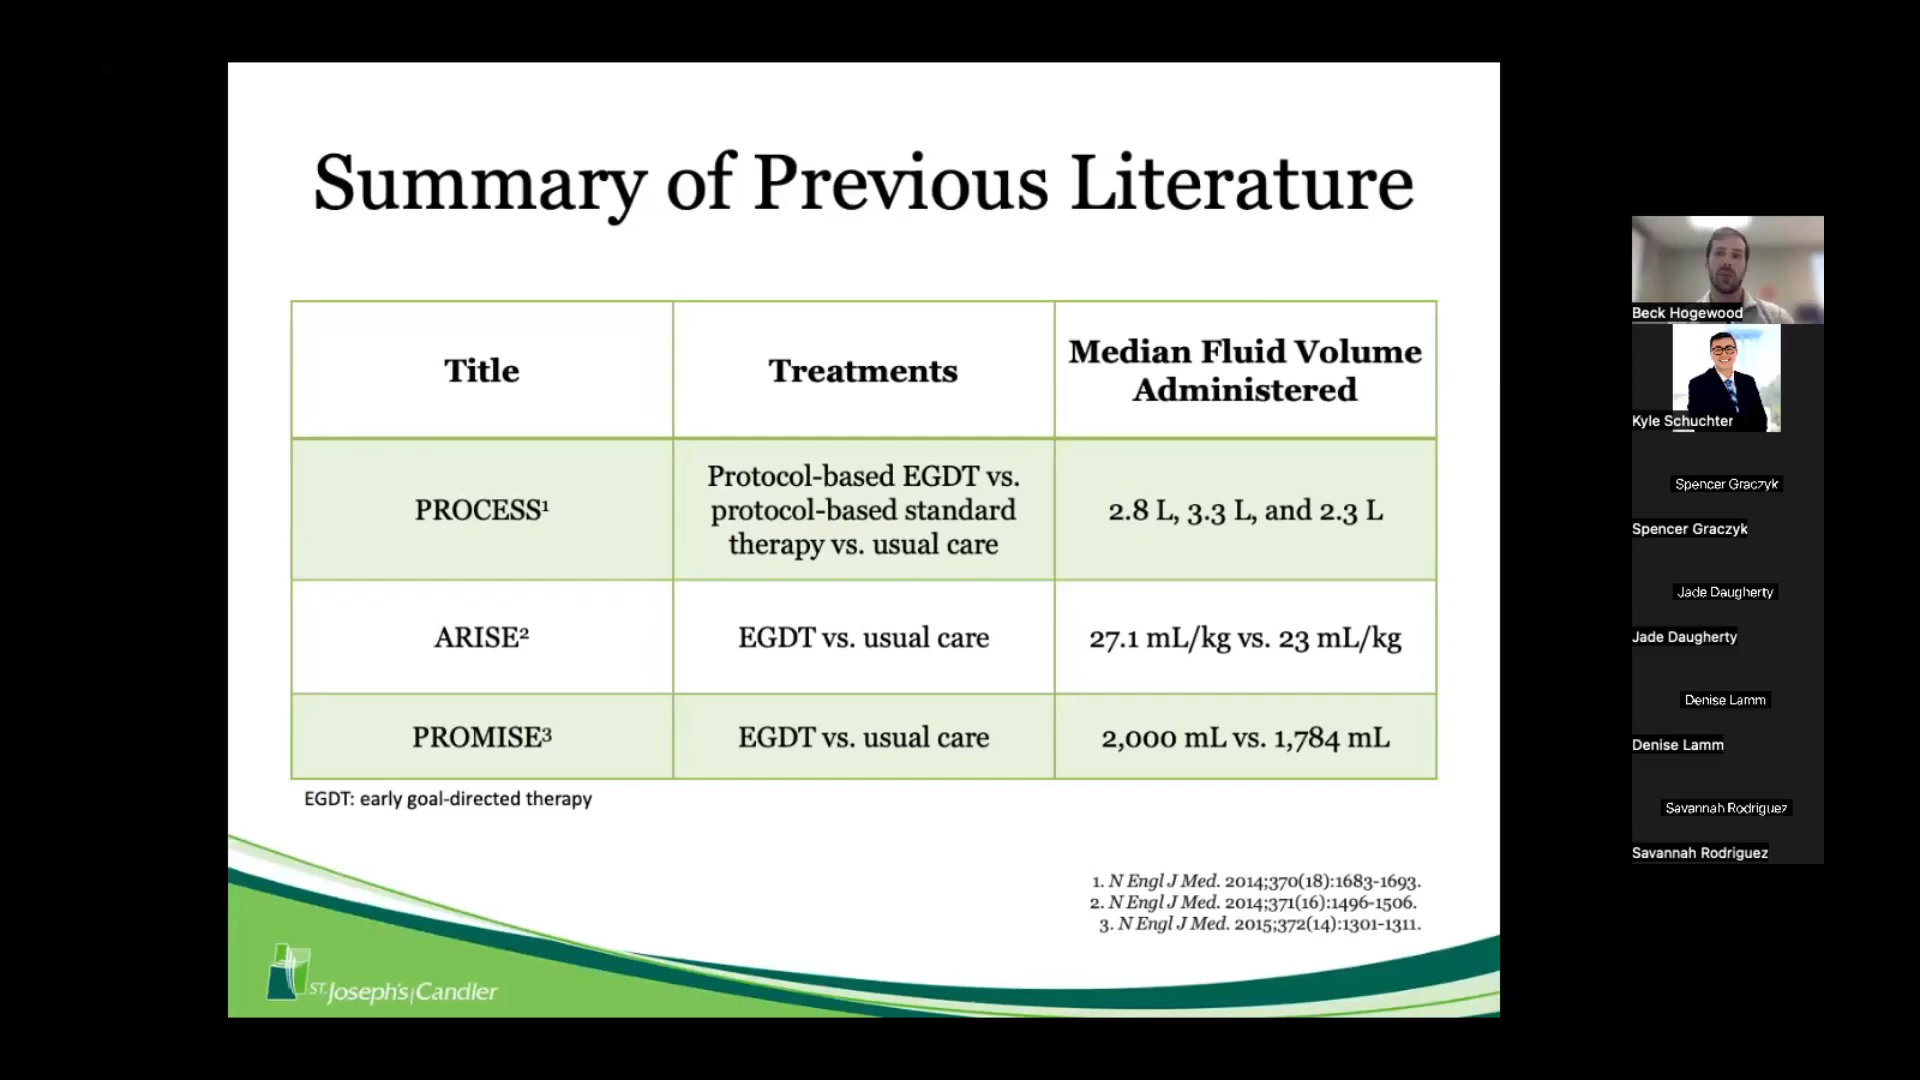 Summary of Previous Literature
Title
Treatments
Median Fluid Volume
Administered
PROCESS¹
Protocol-based EGDT vs.
protocol-based standard
therapy vs. usual care
2.8 L, 3.3 L, and 2.3 L
ARISE²
EGDT vs. usual care
27.1 mL/kg vs. 23 mL/kg
PROMISE³
EGDT vs. usual care
2,000 mL vs. 1,784 mL
EGDT: early goal-directed therapy
1. N Engl J Med. 2014;370(18):1683-1693.
2. N Engl J Med. 2014;371(16):1496-1506.
3. N Engl J Med. 2015;372(14):1301-1311.
ST. Joseph's|Candler
Beck Hogewood
Kyle Schuchter
Spencer Graczyk
Spencer Graczyk
Jade Daugherty
Jade Daugherty
Denise Lamm
Denise Lamm
Savannah Rodriguez
Savannah Rodriguez